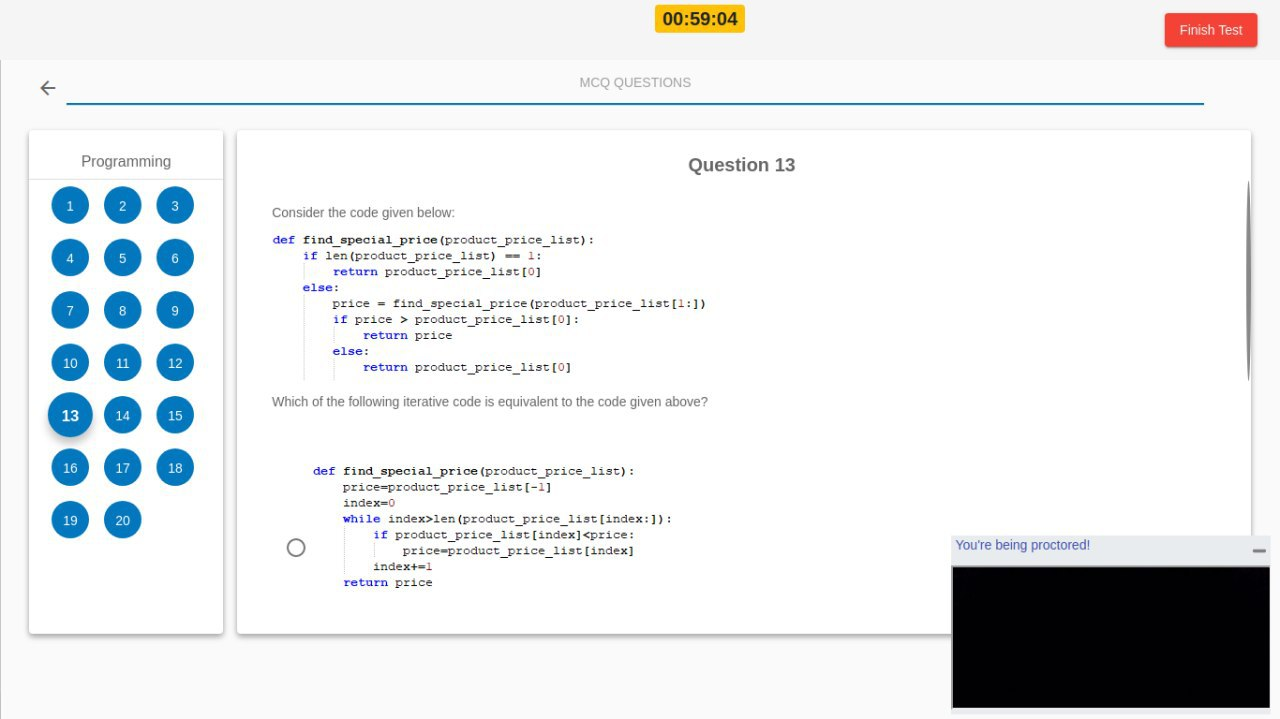 00:59:04
Finish Test
MCQ QUESTIONS
Programming
1 2 3
4 5 6
7 8 9
10 11 12
13 14 15
16 17 18
19 20
Question 13
Consider the code given below:
def find_special_price(product_price_list):
    if len(product_price_list) == 1:
        return product_price_list[0]
    else:
        price = find_special_price(product_price_list[1:])
        if price > product_price_list[0]:
            return price
        else:
            return product_price_list[0]
Which of the following iterative code is equivalent to the code given above?
def find_special_price(product_price_list):
    price=product_price_list[-1]
    index=0
    while index>len(product_price_list[index:]):
        if product_price_list[index]<price:
            price=product_price_list[index]
        index+=1
    return price
You're being proctored!